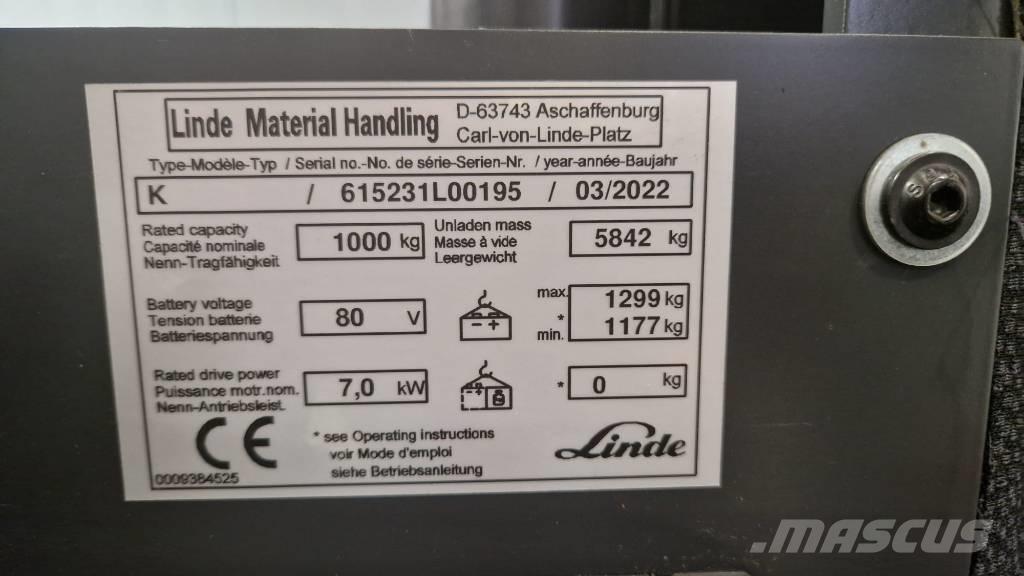 Linde Material Handling D-63743 Aschaffenburg
Carl-von-Linde-Platz
Type-Modèle-Typ / Serial no.-No. de série-Serien-Nr. / year-année-Baujahr
K / 615231L00195 / 03/2022
Rated capacity
Capacité nominale
Nenn-Tragfähigkeit
1000 kg
Unladen mass
Masse à vide
Leergewicht
5842 kg
Battery voltage
Tension batterie
Batteriespannung
80 V
max. 1299 kg
*
min. 1177 kg
Rated drive power
Puissance motr.nom.
Nenn-Antriebsleist.
7,0 kW
* 0 kg
CE
* see Operating instructions
voir Mode d'emploi
siehe Betriebsanleitung
Linde
0009384525
.MASCUS